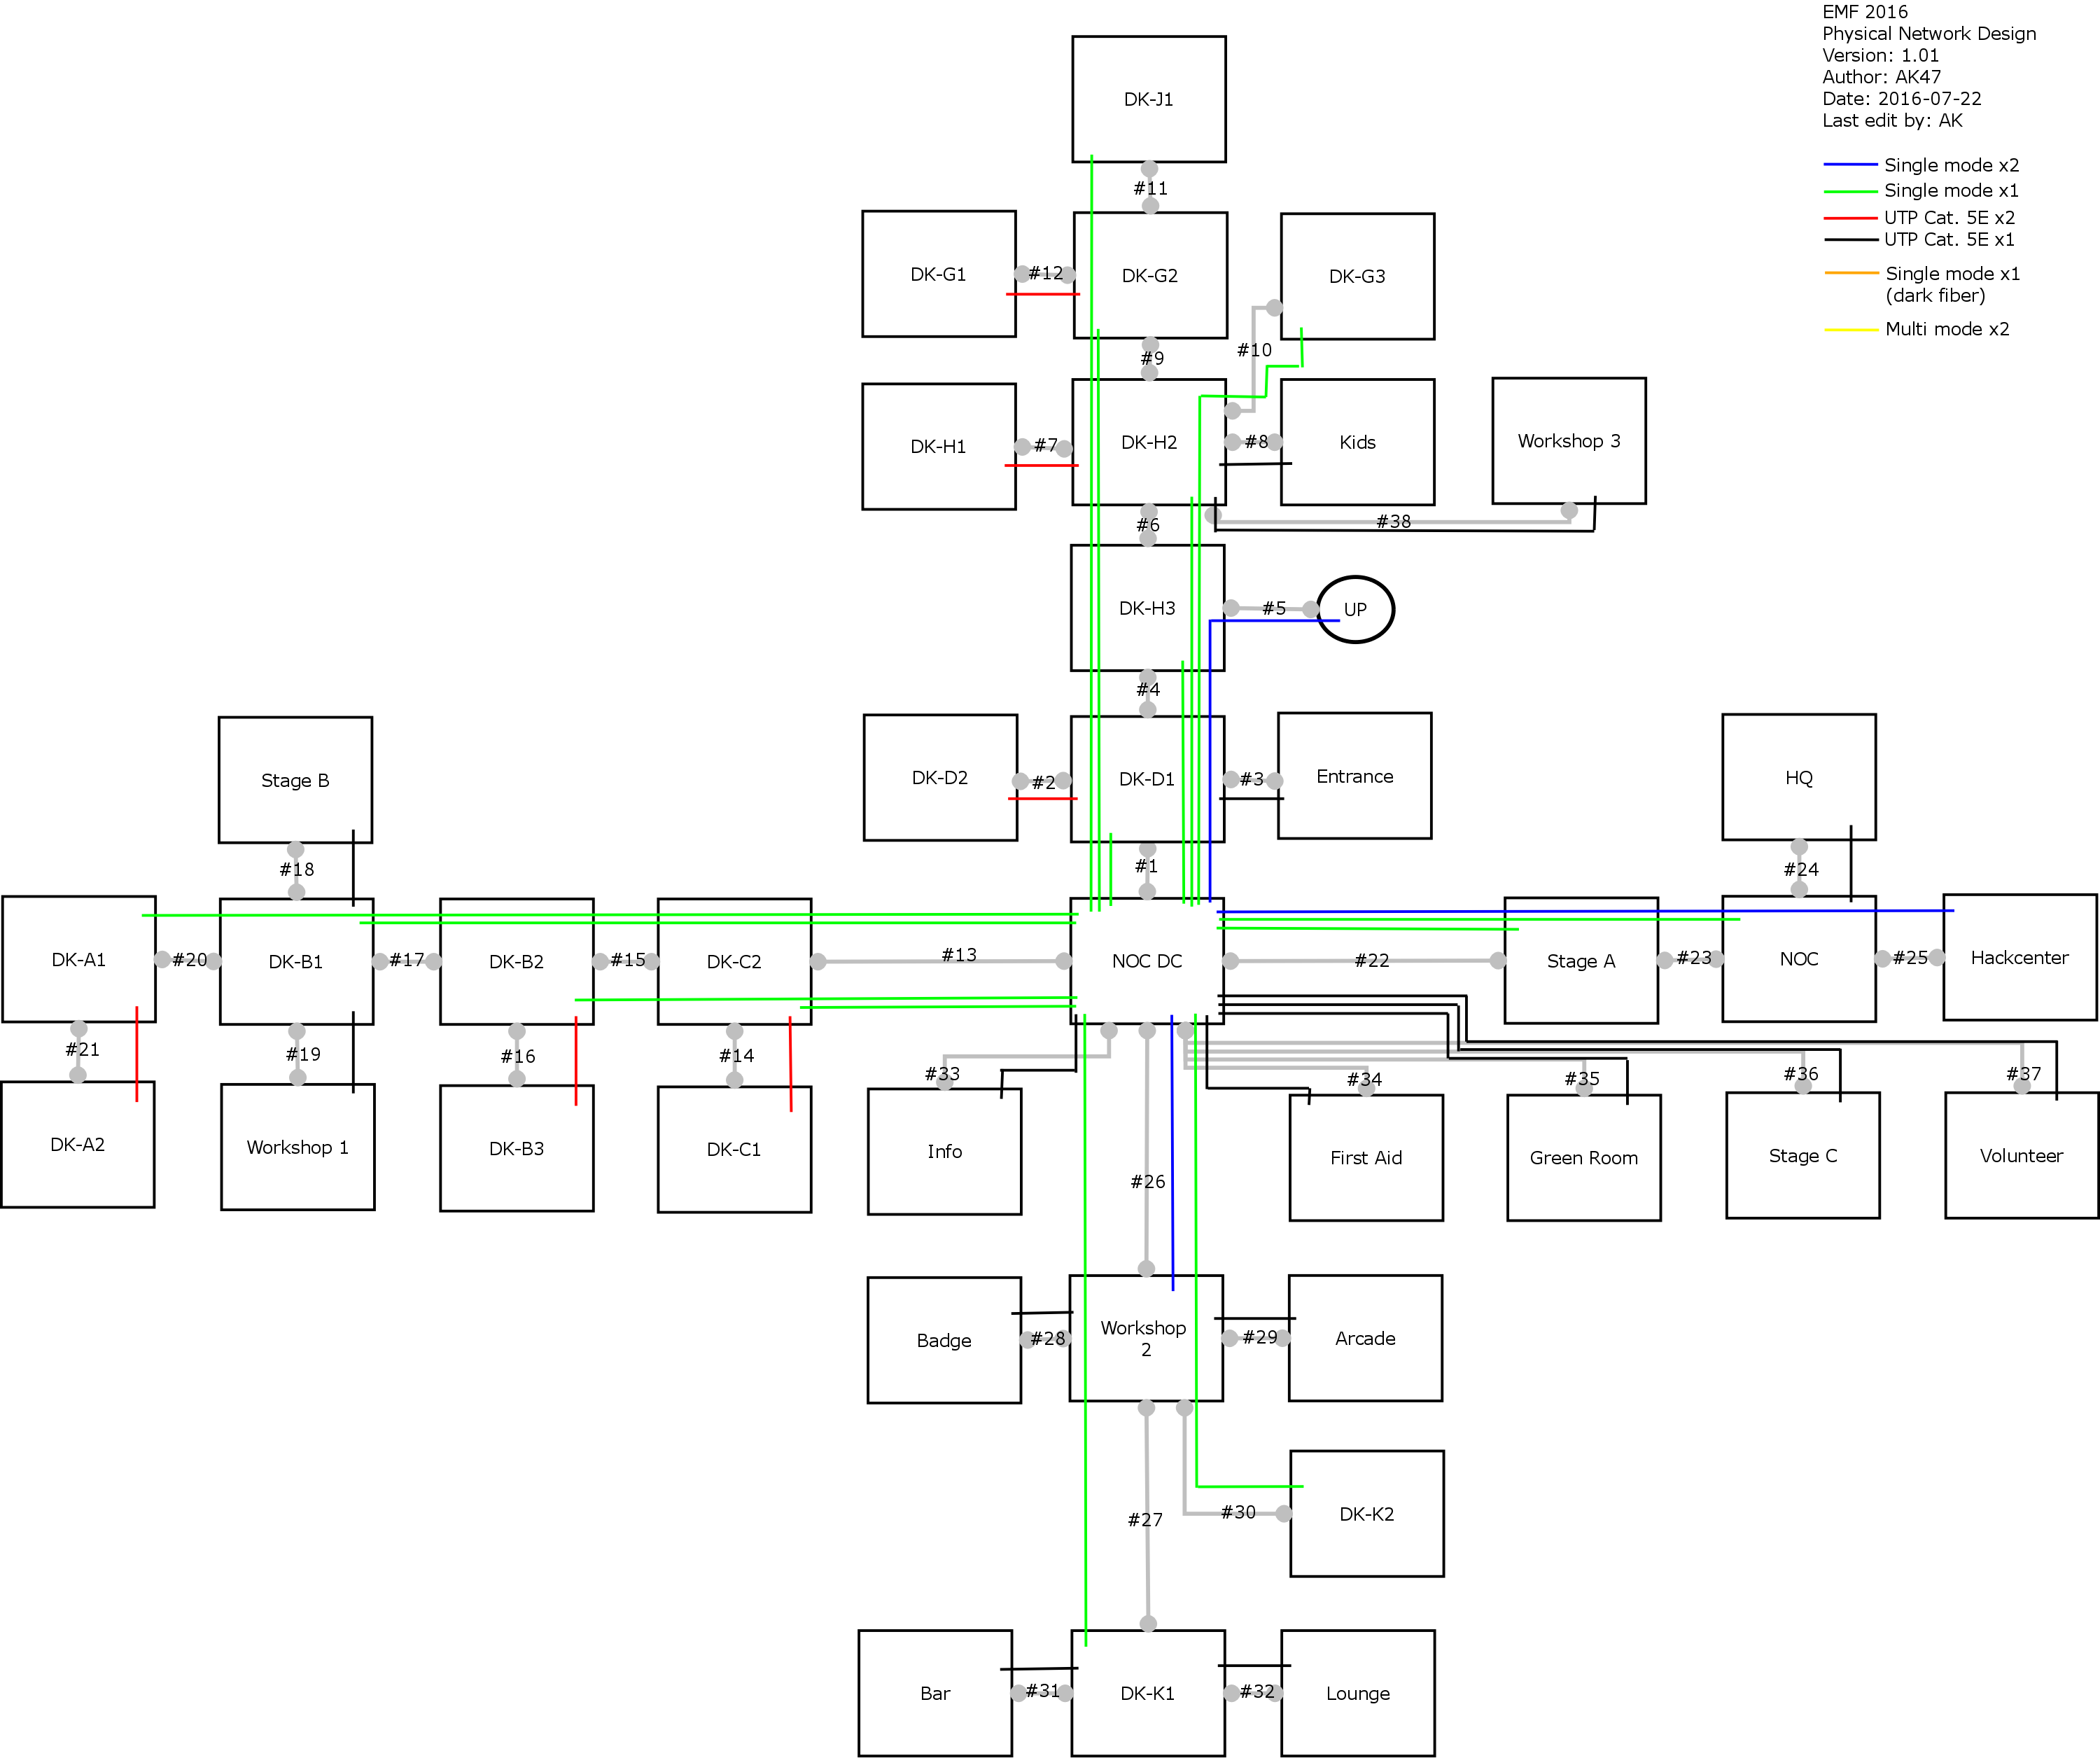 EMF 2016
Physical Network Design
Version: 1.01
Author: AK47
Date: 2016-07-22
Last edit by: AK
Single mode x2
Single mode x1
UTP Cat. 5E x2
UTP Cat. 5E x1
Single mode x1
(dark fiber)
Multi mode x2
DK-J1
#11
DK-G1
#12
DK-G2
DK-G3
#9
#10
DK-H1
#7
DK-H2
#8
Kids
Workshop 3
#6
#38
DK-H3
#5
UP
#4
Stage B
DK-D2
#2
DK-D1
#3
Entrance
HQ
#18
#1
#24
DK-A1
#20
DK-B1
#17
DK-B2
#15
DK-C2
#13
NOC DC
#22
Stage A
#23
NOC
#25
Hackcenter
#21
#19
#16
#14
#33
#34
#35
#36
#37
DK-A2
Workshop 1
DK-B3
DK-C1
Info
First Aid
Green Room
Stage C
Volunteer
#26
Badge
#28
Workshop
2
#29
Arcade
#27
#30
DK-K2
Bar
#31
DK-K1
#32
Lounge